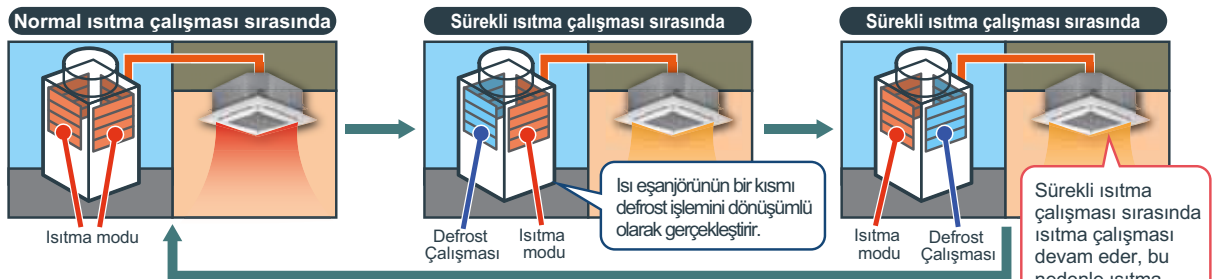 Normal ısıtma çalışması sırasında
Sürekli ısıtma çalışması sırasında
Sürekli ısıtma çalışması sırasında
Isıtma modu
Defrost
Çalışması
Isıtma
modu
Isı eşanjörünün bir kısmı
defrost işlemini dönüşümlü
olarak gerçekleştirir.
Isıtma
modu
Defrost
Çalışması
Sürekli ısıtma
çalışması sırasında
ısıtma çalışması
devam eder, bu
nedenle ısıtma